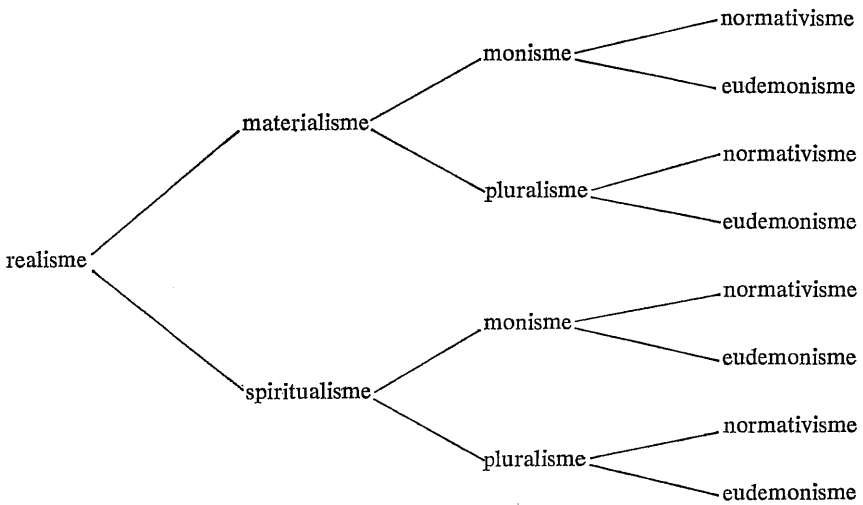 normativisme
monisme
eudemonisme
materialisme
normativisme
pluralisme
eudemonisme
realisme
normativisme
monisme
eudemonisme
spiritualisme
normativisme
pluralisme
eudemonisme